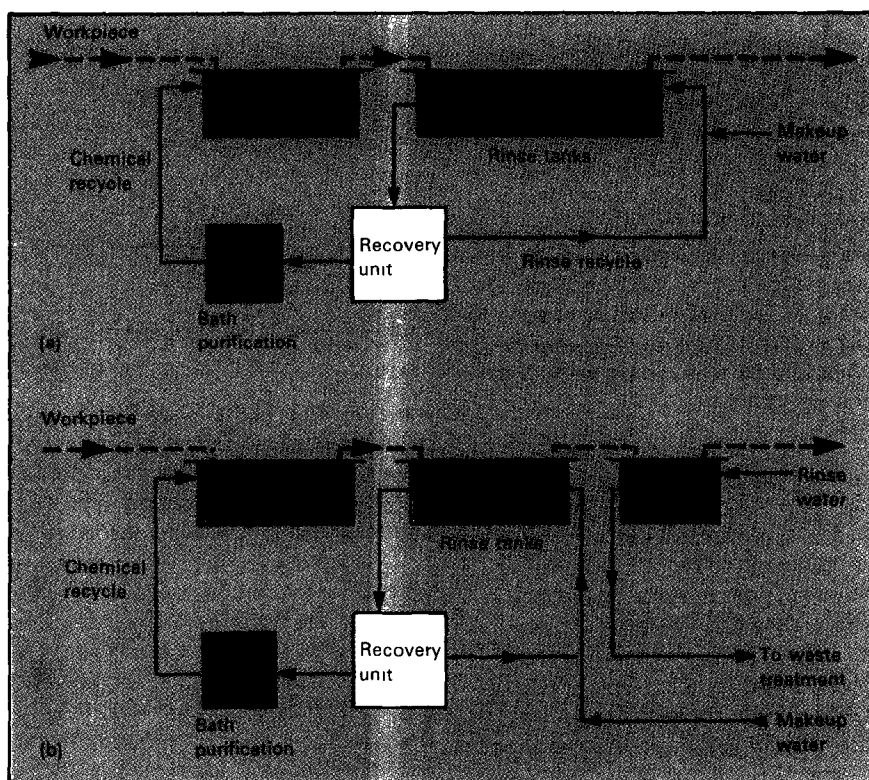 Workpiece
Chemical
recycle
Rinse tanks
Makeup
water
Recovery
unit
Rinse recycle
Bath
purification
(a)
Workpiece
Rinse
water
Rinse tanks
Chemical
recycle
Recovery
unit
To waste
treatment
Bath
purification
Makeup
water
(b)